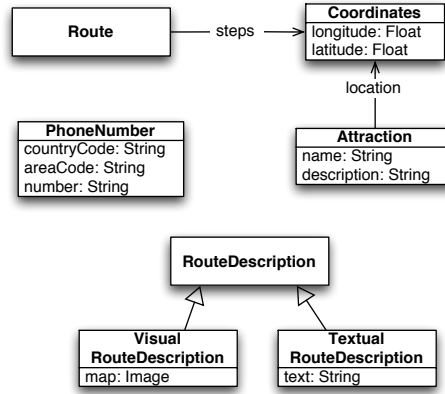 Route
steps
Coordinates
longitude: Float
latitude: Float
location
PhoneNumber
countryCode: String
areaCode: String
number: String
Attraction
name: String
description: String
RouteDescription
Visual
RouteDescription
map: Image
Textual
RouteDescription
text: String